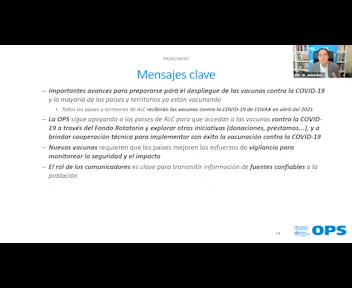 Mensajes clave
— Importantes avances para prepararse para el despliegue de las vacunas contra la COVID-19
y la mayoría de los países y territorios ya están vacunando
• Todos los países y territorios de ALC recibirán las vacunas contra la COVID-19 de COVAX en abril del 2021
— La OPS sigue apoyando a los países de ALC para que accedan a las vacunas contra la COVID-
19 a través del Fondo Rotatorio y explorar otras iniciativas (donaciones, préstamos...), y a
brindar cooperación técnica para implementar con éxito la vacunación contra la COVID-19
— Nuevas vacunas requieren que los países mejoren los esfuerzos de vigilancia para
monitorear la seguridad y el impacto
— El rol de los comunicadores es clave para transmitir información de fuentes confiables a la
población
14
OPS